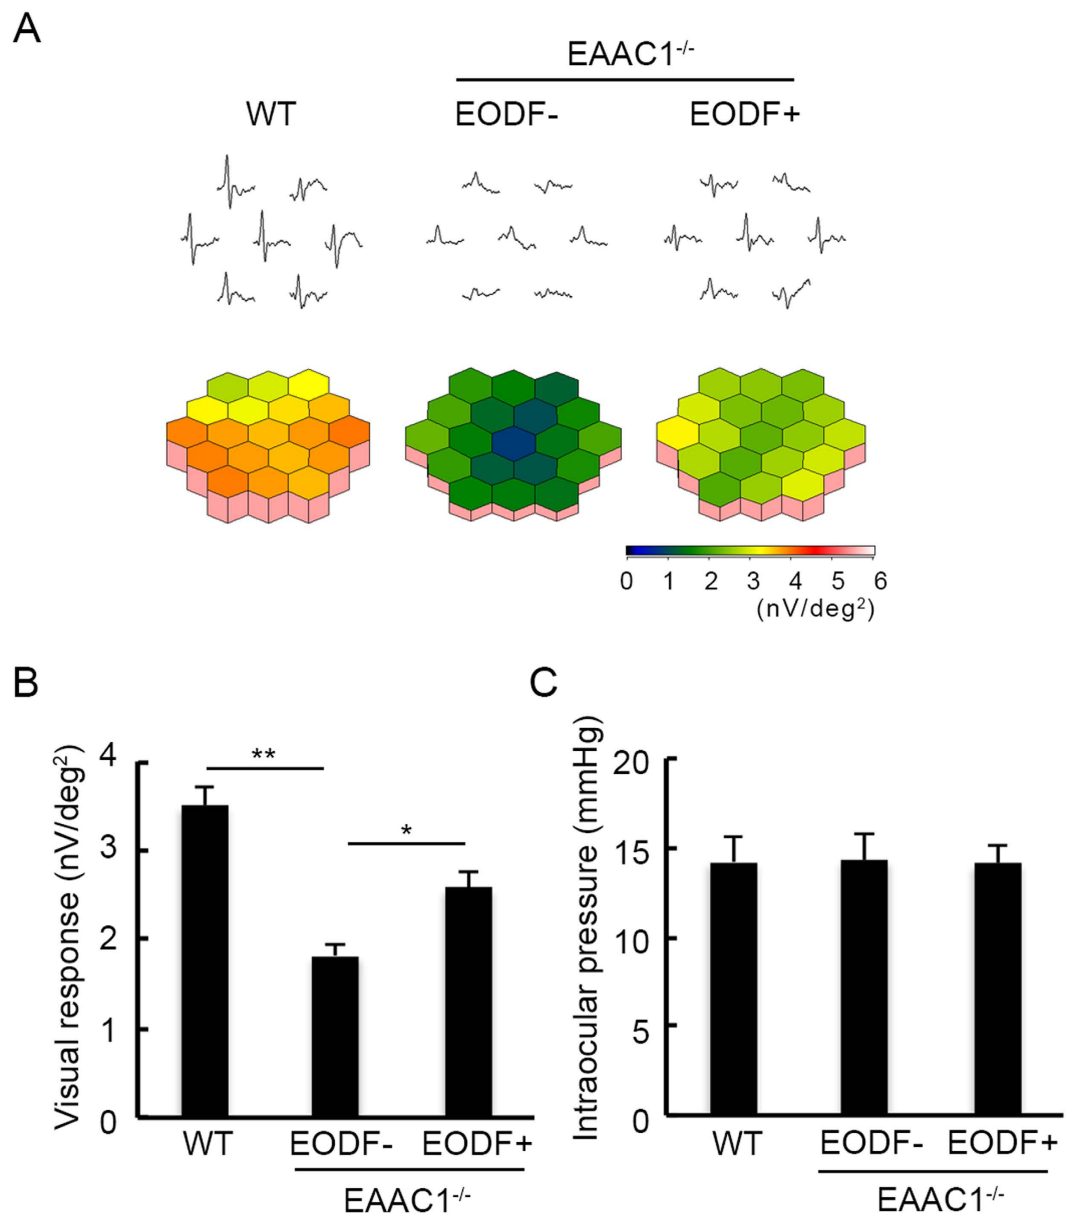 A
EAAC1-/-
WT EODF- EODF+
0 1 2 3 4 5 6
(nV/deg2)
B
Visual response (nV/deg2)
4
3
2
1
0
**
*
WT EODF- EODF+
EAAC1-/-
C
Intraocular pressure (mmHg)
20
15
10
5
0
WT EODF- EODF+
EAAC1-/-